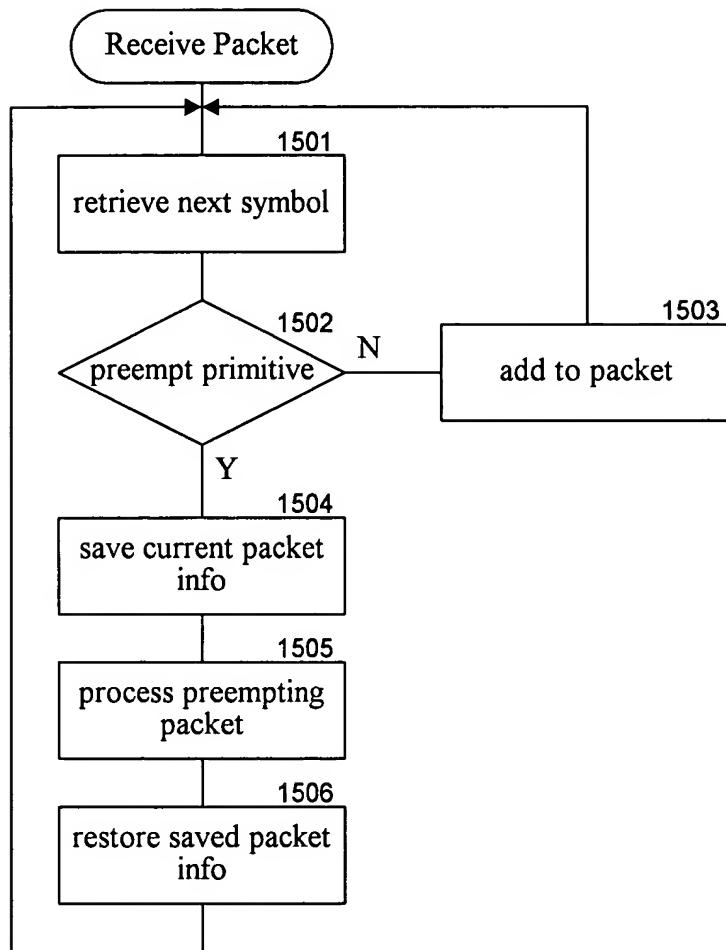 Receive Packet
1501
retrieve next symbol
1502
preempt primitive
N
1503
add to packet
Y
1504
save current packet
info
1505
process preempting
packet
1506
restore saved packet
info